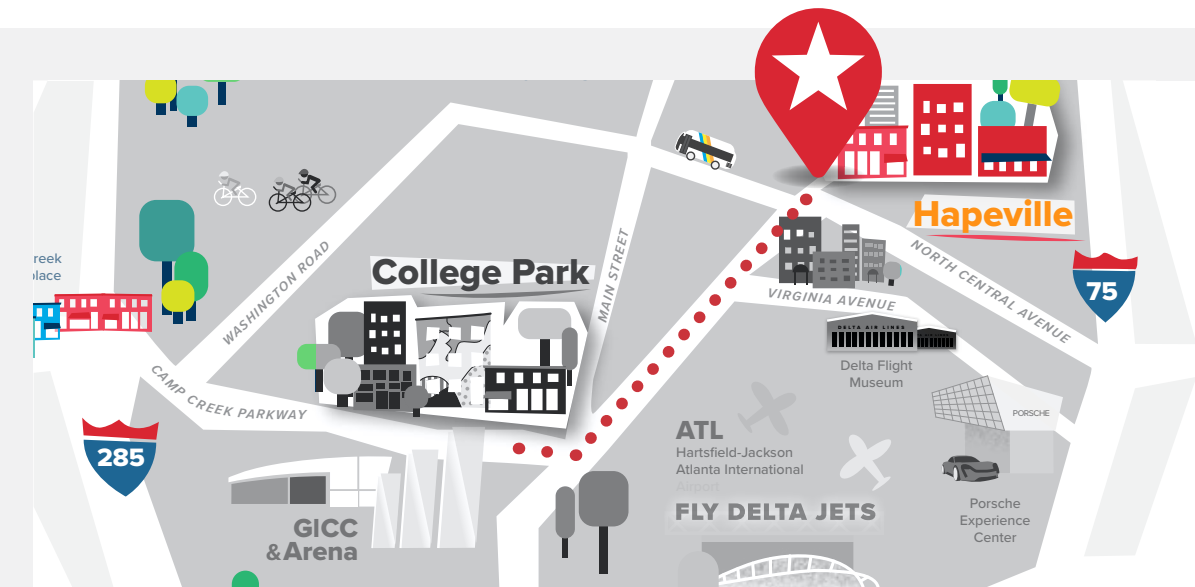 Hapeville
NORTH CENTRAL AVENUE
75
reek
place
WASHINGTON ROAD
College Park
MAIN STREET
VIRGINIA AVENUE
DELTA AIR LINES
Delta Flight
Museum
CAMP CREEK PARKWAY
285
PORSCHE
ATL
Hartsfield-Jackson
Atlanta International
Airport
FLY DELTA JETS
GICC
& Arena
Porsche
Experience
Center